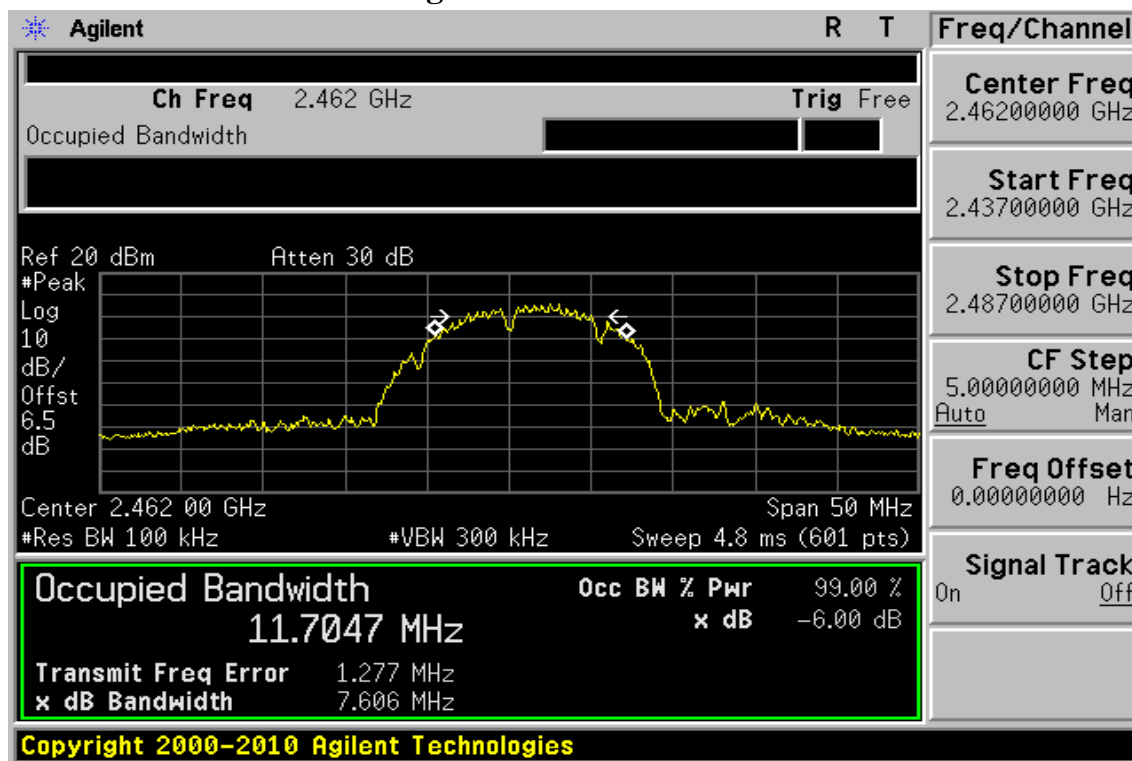 Agilent R T
Ch Freq 2.462 GHz Trig Free
Occupied Bandwidth
Ref 20 dBm Atten 30 dB
#Peak
Log
10
dB/
Offst
6.5
dB
Center 2.462 00 GHz Span 50 MHz
#Res BW 100 kHz #VBW 300 kHz Sweep 4.8 ms (601 pts)
Occupied Bandwidth
11.7047 MHz
Occ BW % Pwr 99.00 %
x dB -6.00 dB
Transmit Freq Error 1.277 MHz
x dB Bandwidth 7.606 MHz
Copyright 2000-2010 Agilent Technologies
Freq/Channel
Center Freq
2.46200000 GHz
Start Freq
2.43700000 GHz
Stop Freq
2.48700000 GHz
CF Step
5.00000000 MHz
Auto Man
Freq Offset
0.00000000 Hz
Signal Track
On Off